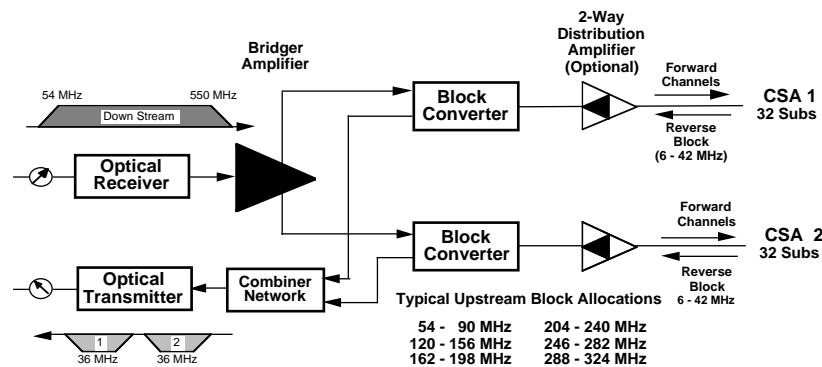 2-Way
Distribution
Amplifier
(Optional)
Bridger
Amplifier
54 MHz
550 MHz
Down Stream
Block
Converter
Forward
Channels
CSA 1
32 Subs
Reverse
Block
(6 - 42 MHz)
Optical
Receiver
Block
Converter
Forward
Channels
CSA 2
32 Subs
Reverse
Block
6 - 42 MHz
Optical
Transmitter
Combiner
Network
Typical Upstream Block Allocations
54 - 90 MHz 204 - 240 MHz
120 - 156 MHz 246 - 282 MHz
162 - 198 MHz 288 - 324 MHz
1 2
36 MHz 36 MHz